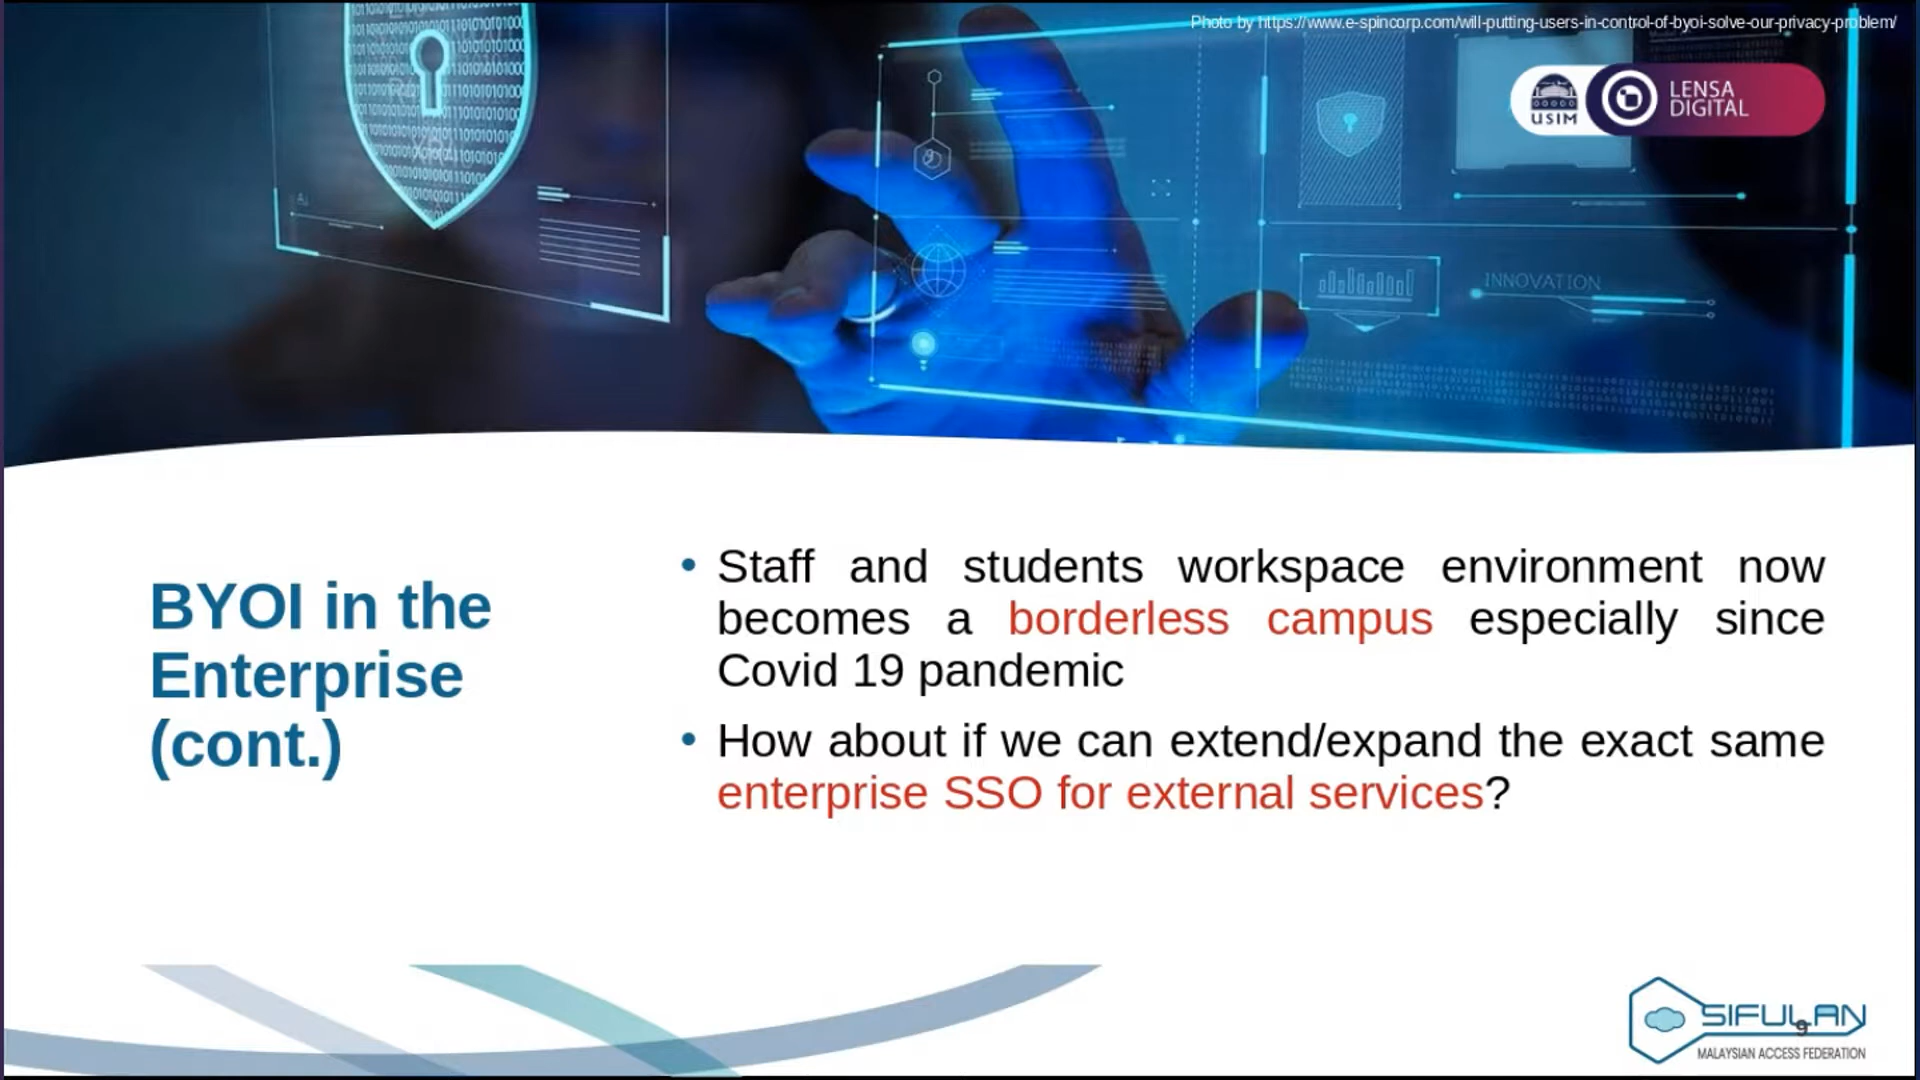 Photo by https://www.e-spincorp.com/will-putting-users-in-control-of-byoi-solve-our-privacy-problem/
USIM
LENSA
DIGITAL
INNOVATION
BYOI in the
Enterprise
(cont.)
• Staff and students workspace environment now
becomes a borderless campus especially since
Covid 19 pandemic
• How about if we can extend/expand the exact same
enterprise SSO for external services?
SIFULAN
9
MALAYSIAN ACCESS FEDERATION